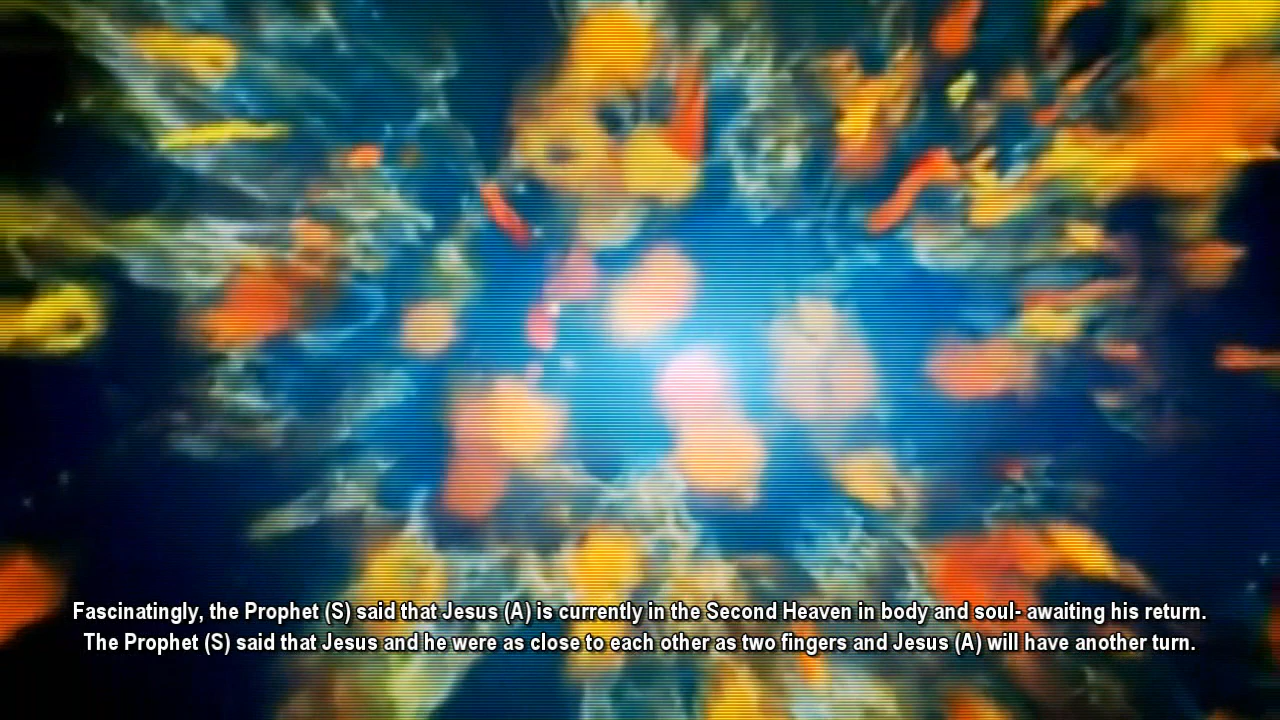 Fascinatingly, the Prophet (S) said that Jesus (A) is currently in the Second Heaven in body and soul- awaiting his return.
The Prophet (S) said that Jesus and he were as close to each other as two fingers and Jesus (A) will have another turn.